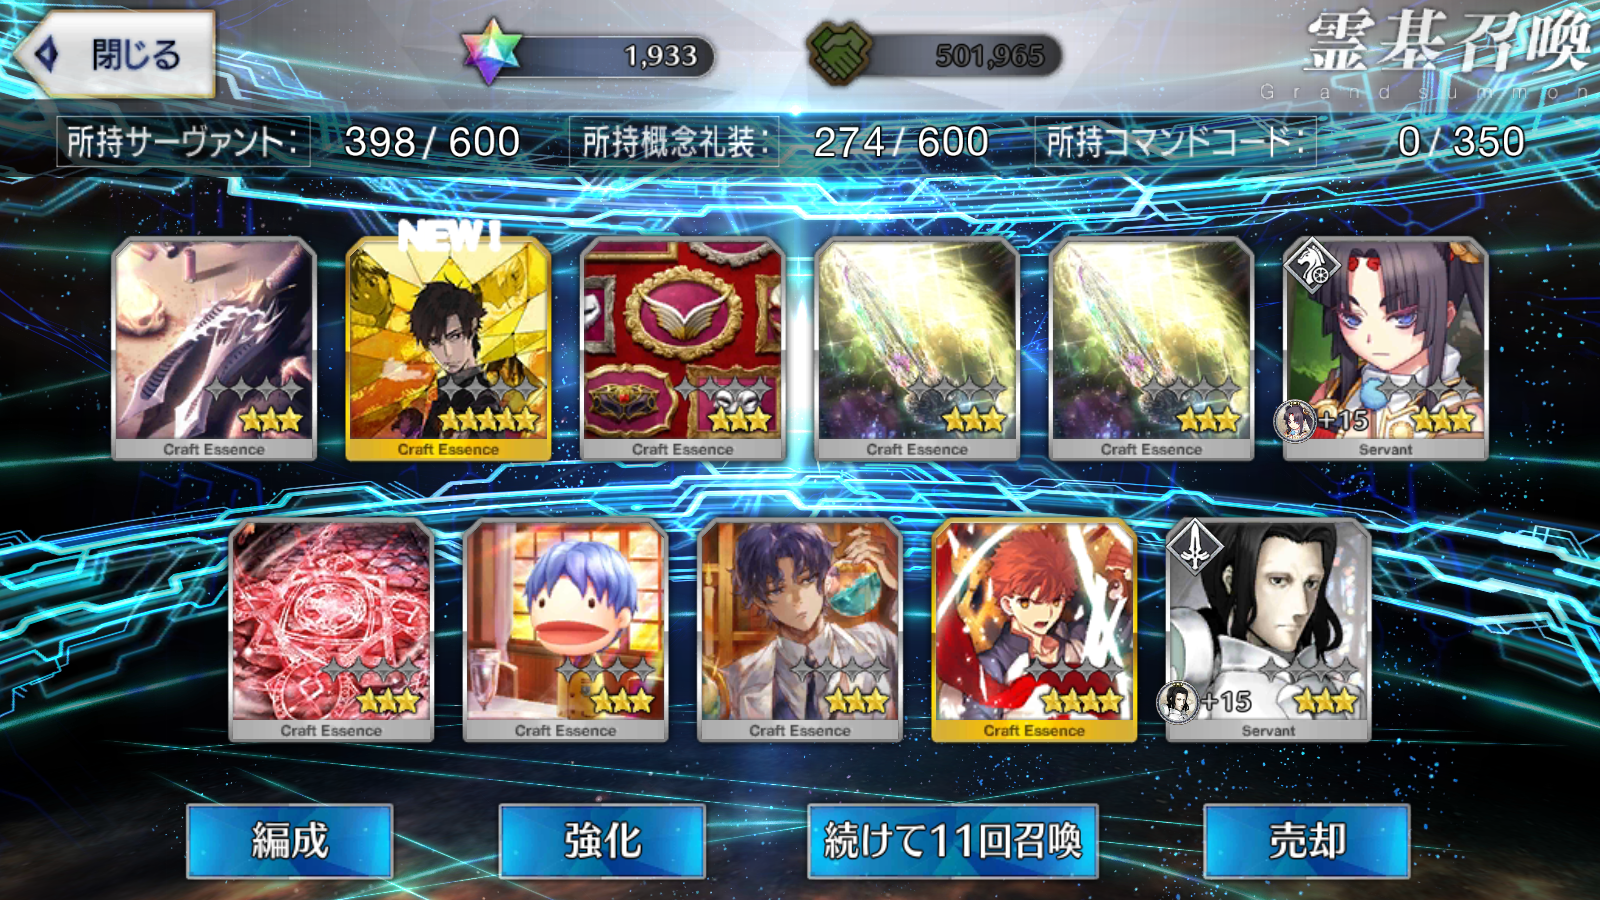 閉じる
1,933
501,965
霊基召喚
Grand summon
所持サーヴァント: 398 / 600
所持概念礼装: 274 / 600
所持コマンドコード: 0 / 350
NEW!
Craft Essence
Craft Essence
Craft Essence
Craft Essence
Craft Essence
+15
Servant
Craft Essence
Craft Essence
Craft Essence
Craft Essence
+15
Servant
編成
強化
続けて11回召喚
売却